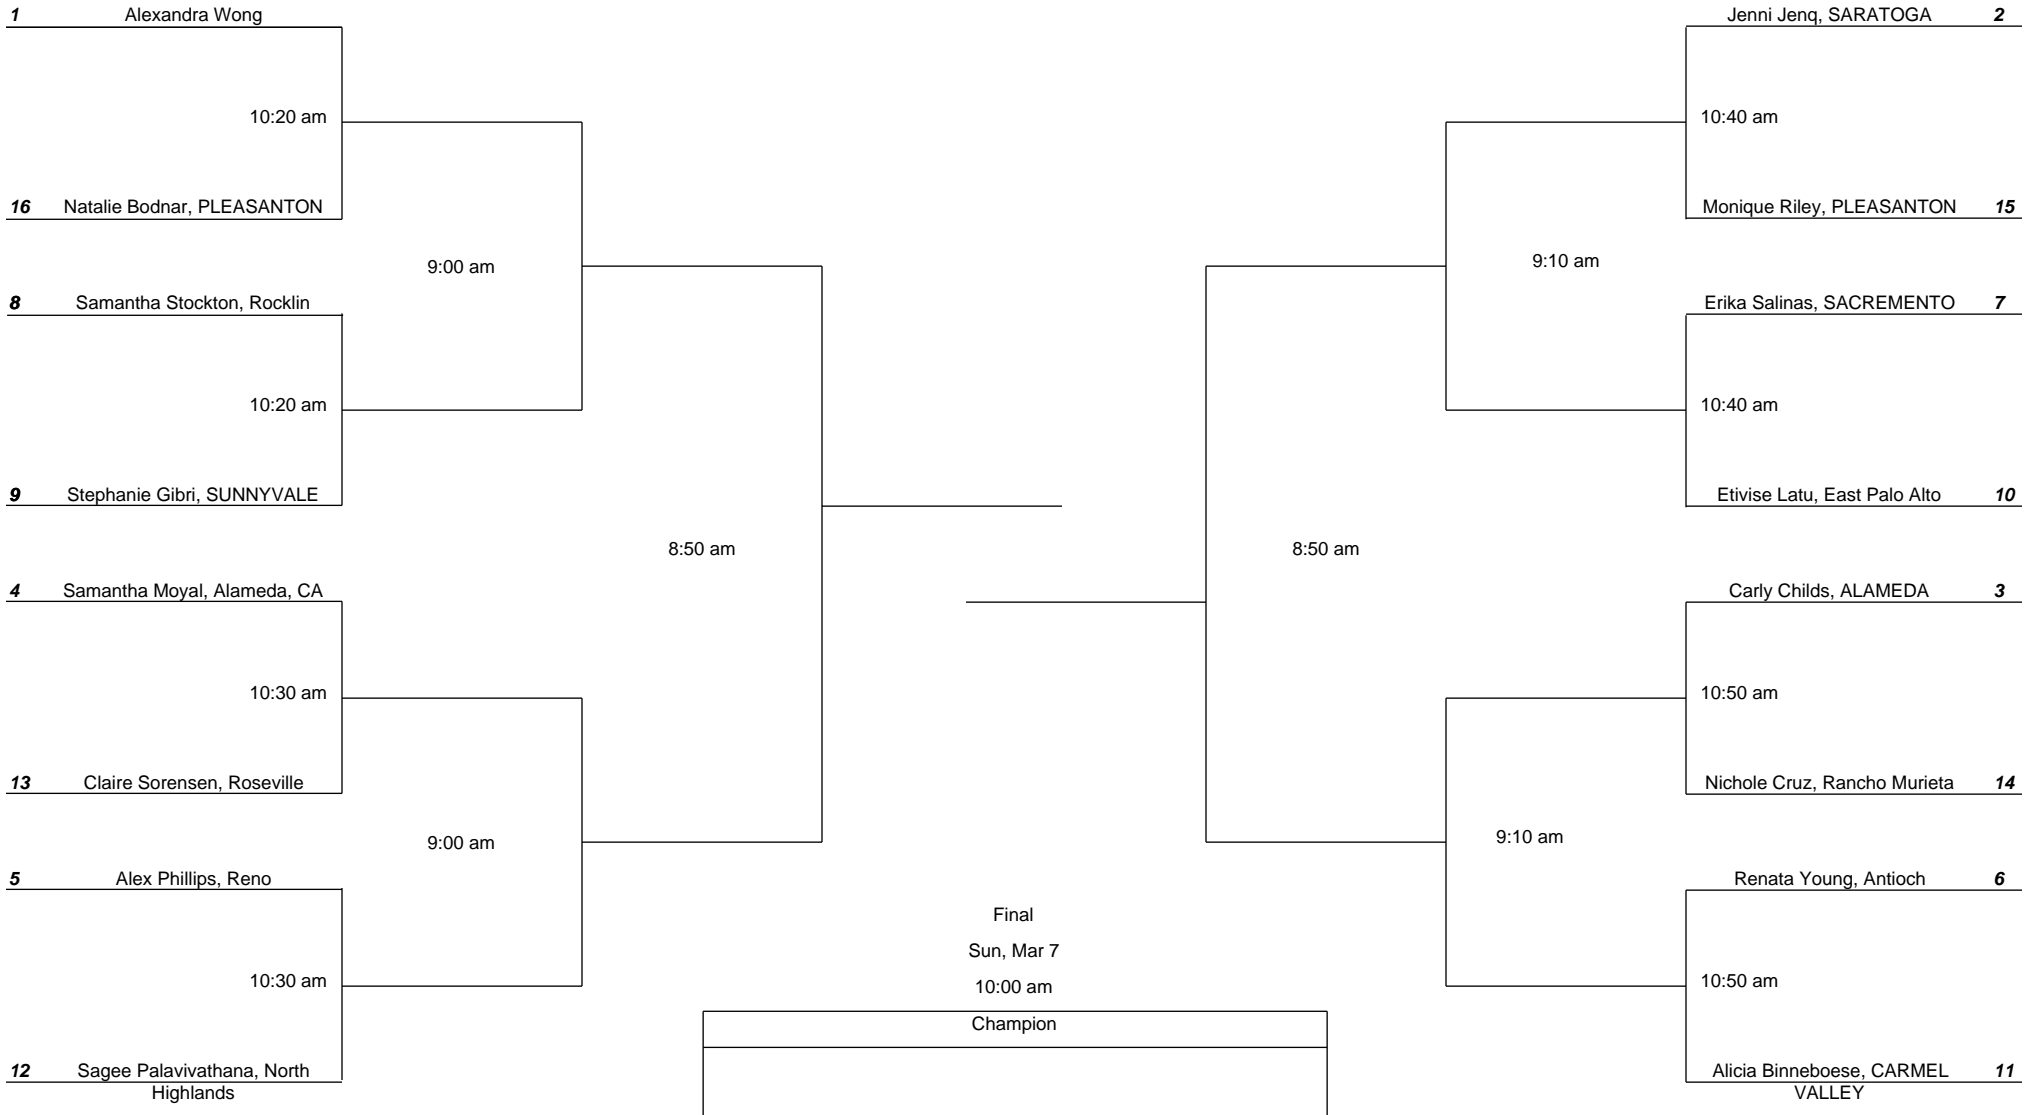 1 Alexandra Wong
Jenni Jenq, SARATOGA 2
10:20 am
10:40 am
16 Natalie Bodnar, PLEASANTON
Monique Riley, PLEASANTON 15
9:00 am
9:10 am
8 Samantha Stockton, Rocklin
Erika Salinas, SACREMENTO 7
10:20 am
10:40 am
9 Stephanie Gibri, SUNNYVALE
Etivise Latu, East Palo Alto 10
8:50 am
8:50 am
4 Samantha Moyal, Alameda, CA
Carly Childs, ALAMEDA 3
10:30 am
10:50 am
13 Claire Sorensen, Roseville
Nichole Cruz, Rancho Murieta 14
9:00 am
9:10 am
5 Alex Phillips, Reno
Renata Young, Antioch 6
Final
Sun, Mar 7
10:00 am
10:30 am
10:50 am
Champion
12 Sagee Palavivathana, North
Highlands
Alicia Binneboese, CARMEL 11
VALLEY